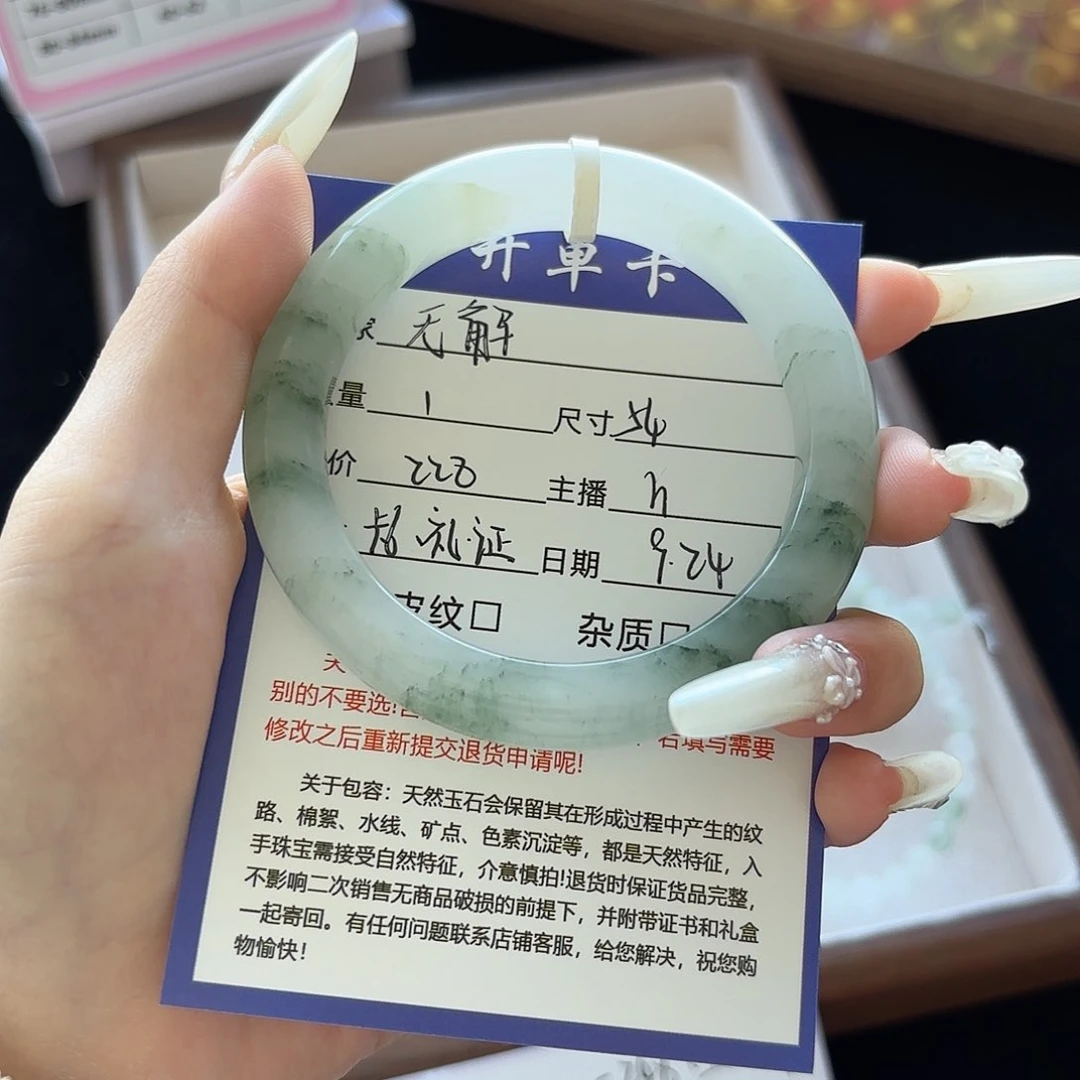 开单卡
无解
量 1 尺寸 54
价 228 主播 h
礼.证 日期 9.24
皮纹口 杂质口
天
别的不要选!
若填写需要
修改之后重新提交退货申请呢!
关于包容：天然玉石会保留其在形成过程中产生的纹
路、棉絮、水线、矿点、色素沉淀等，都是天然特征，入
手珠宝需接受自然特征，介意慎拍!退货时保证货品完整，
不影响二次销售无商品破损的前提下，并附带证书和礼盒
一起寄回。有任何问题联系店铺客服，给您解决，祝您购
物愉快!